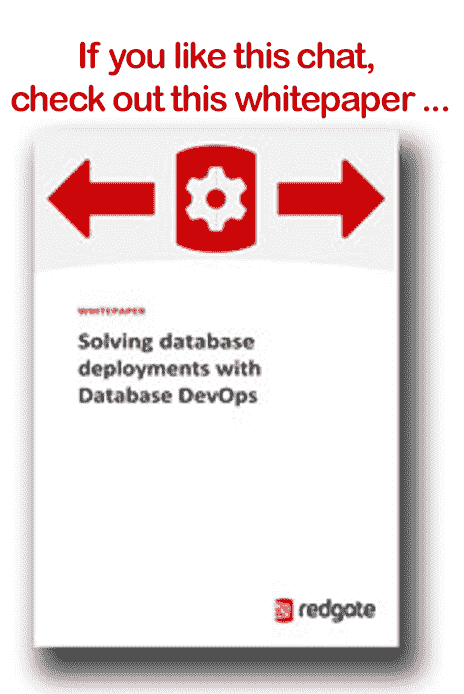 If you like this chat,
check out this whitepaper ...
WHITEPAPER
Solving database
deployments with
Database DevOps
redgate